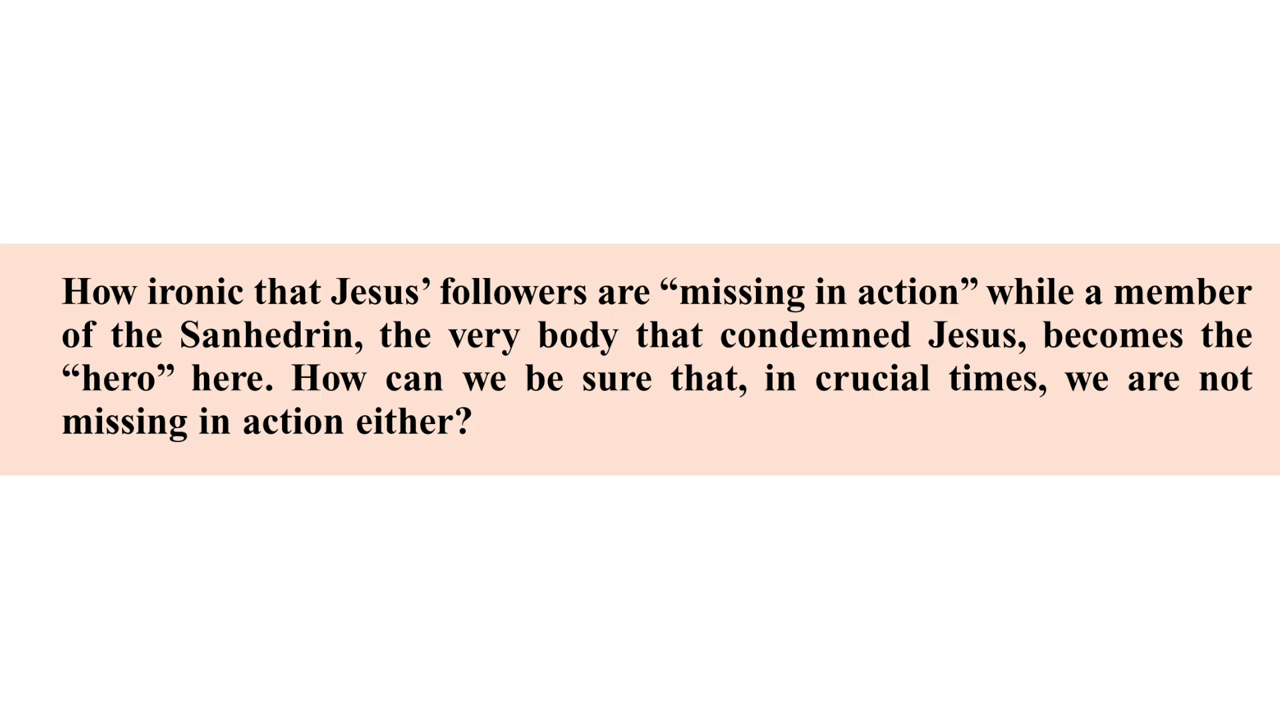 How ironic that Jesus’ followers are “missing in action” while a member
of the Sanhedrin, the very body that condemned Jesus, becomes the
“hero” here. How can we be sure that, in crucial times, we are not
missing in action either?